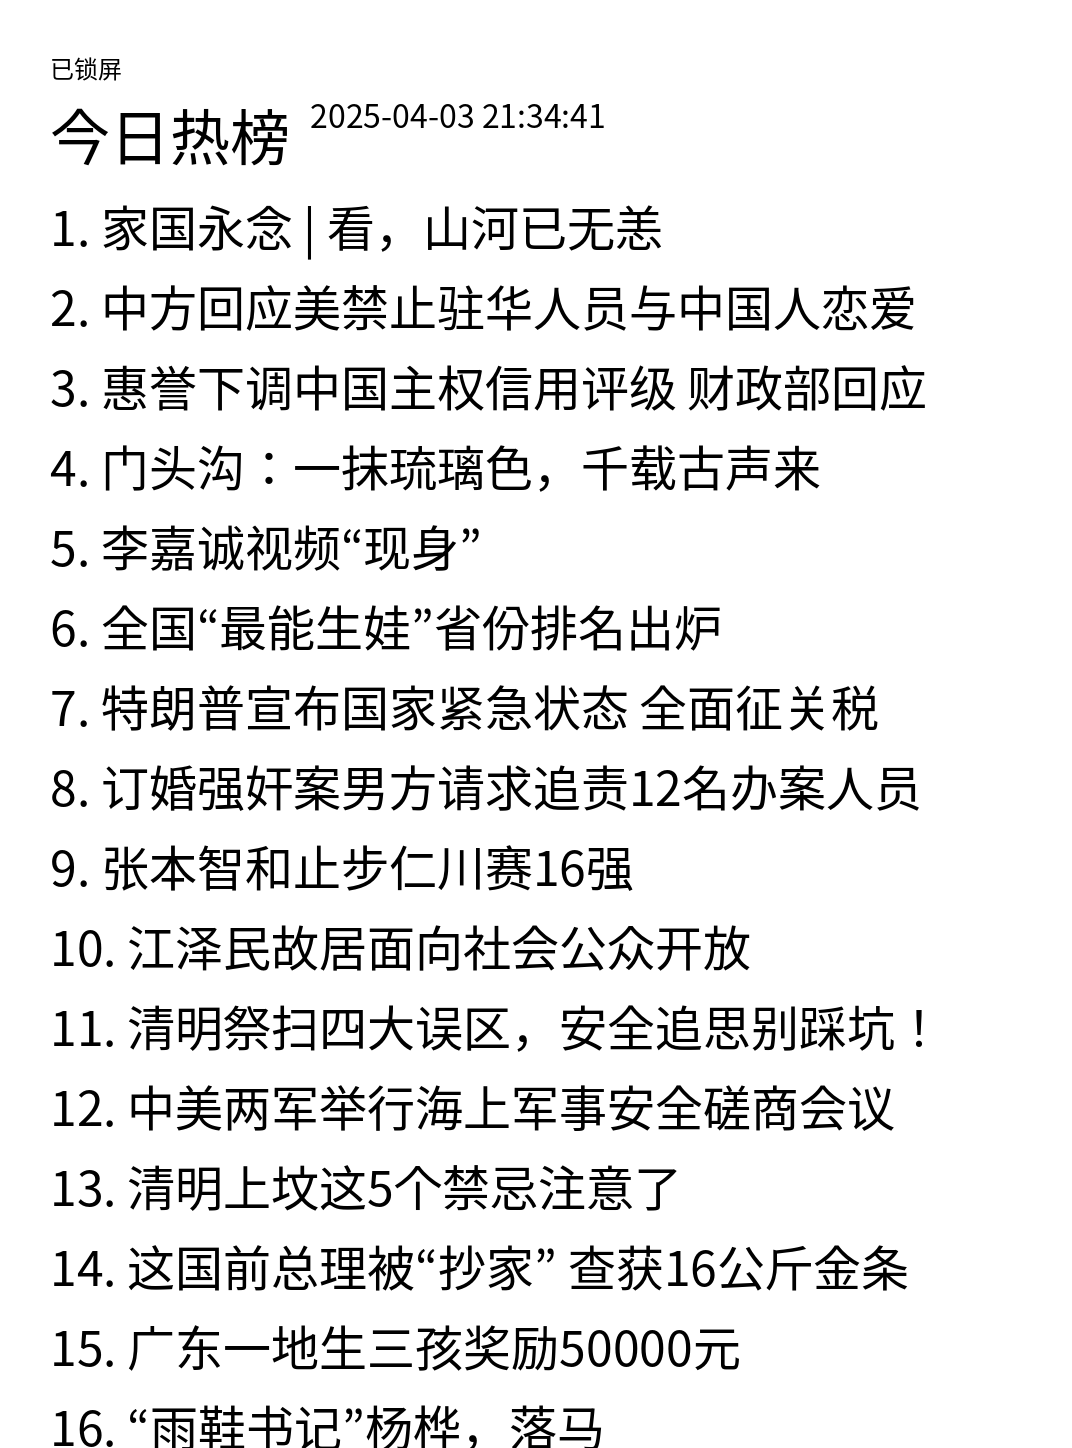 已锁屏
今日热榜 2025-04-03 21:34:41
1. 家国永念 | 看，山河已无恙
2. 中方回应美禁止驻华人员与中国人恋爱
3. 惠誉下调中国主权信用评级 财政部回应
4. 门头沟：一抹琉璃色，千载古声来
5. 李嘉诚视频“现身”
6. 全国“最能生娃”省份排名出炉
7. 特朗普宣布国家紧急状态 全面征关税
8. 订婚强奸案男方请求追责12名办案人员
9. 张本智和止步仁川赛16强
10. 江泽民故居面向社会公众开放
11. 清明祭扫四大误区，安全追思别踩坑！
12. 中美两军举行海上军事安全磋商会议
13. 清明上坟这5个禁忌注意了
14. 这国前总理被“抄家” 查获16公斤金条
15. 广东一地生三孩奖励50000元
16. “雨鞋书记”杨桦，落马